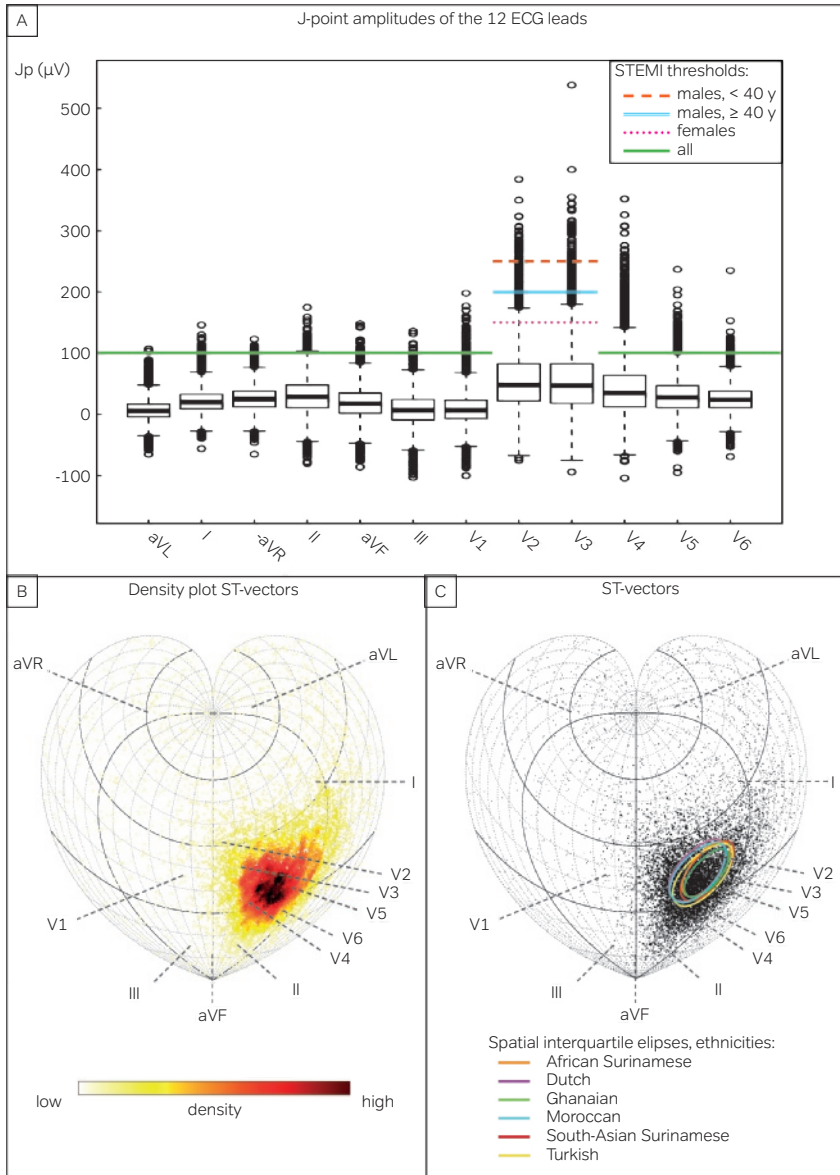 A
J-point amplitudes of the 12 ECG leads
Jp (µV)
STEMI thresholds:
males, < 40 y
males, ≥ 40 y
females
all
500
400
300
200
100
0
-100
aVL
I
-aVR
II
aVF
III
V1
V2
V3
V4
V5
V6
B
Density plot ST-vectors
aVR
aVL
I
V2
V3
V5
V1
V6
V4
III
II
aVF
low
density
high
C
ST-vectors
aVR
aVL
I
V2
V3
V5
V1
V6
V4
III
II
aVF
Spatial interquartile elipses, ethnicities:
African Surinamese
Dutch
Ghanaian
Moroccan
South-Asian Surinamese
Turkish